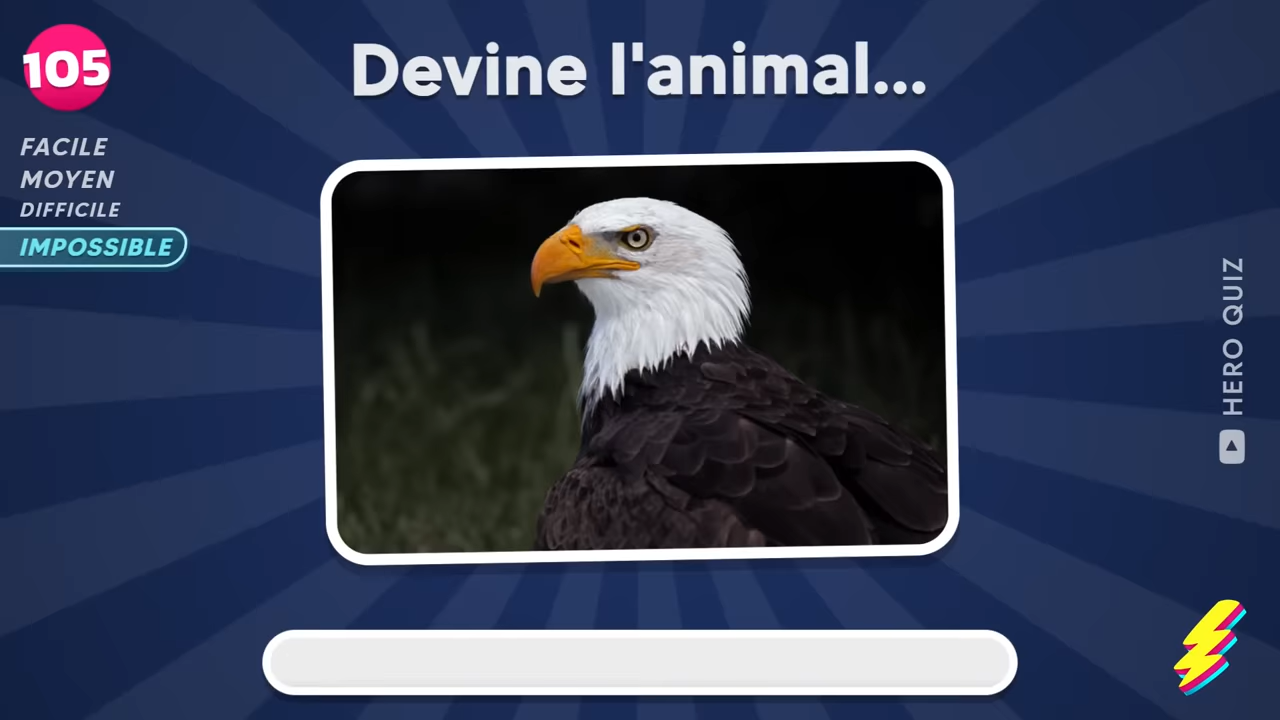 105
Devine l'animal...
FACILE
MOYEN
DIFFICILE
IMPOSSIBLE
HERO QUIZ